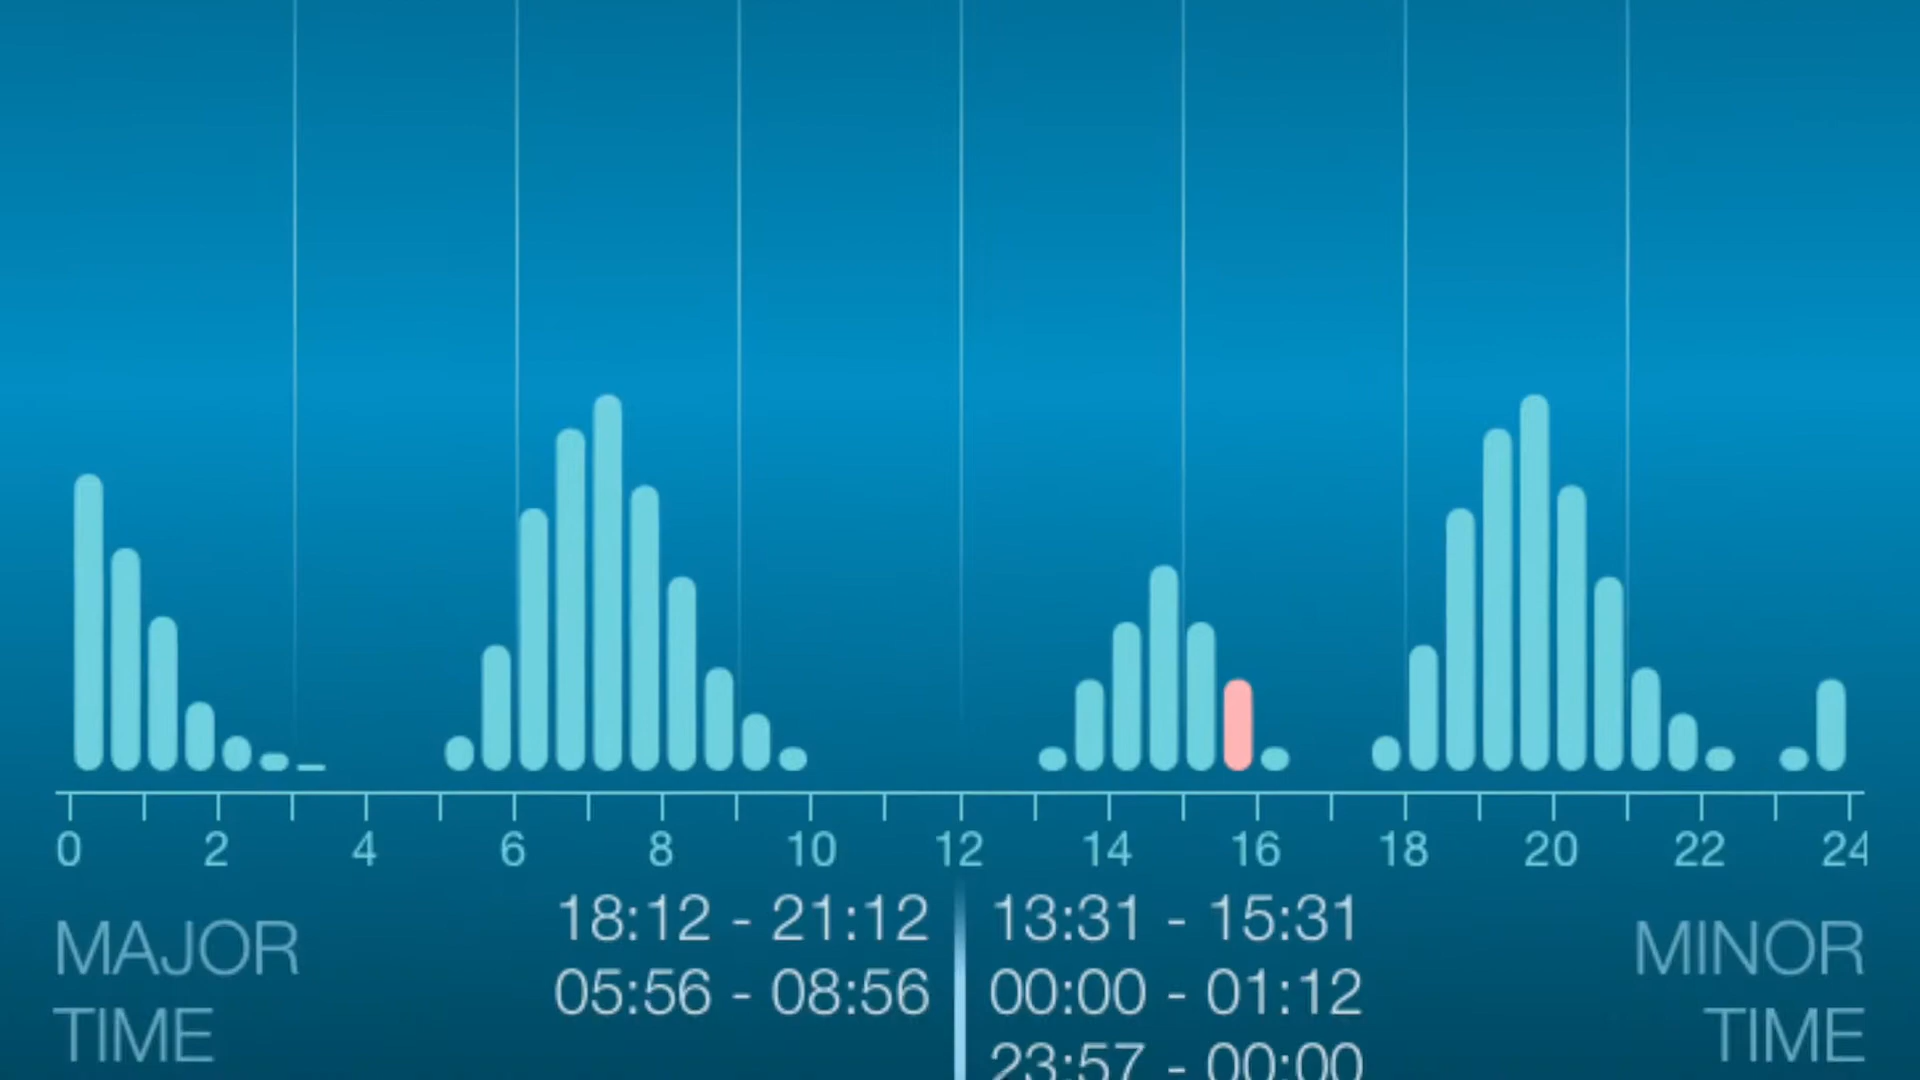 0 2 4 6 8 10 12 14 16 18 20 22 24
MAJOR
TIME
18:12 - 21:12
05:56 - 08:56
13:31 - 15:31
00:00 - 01:12
23:57 - 00:00
MINOR
TIME